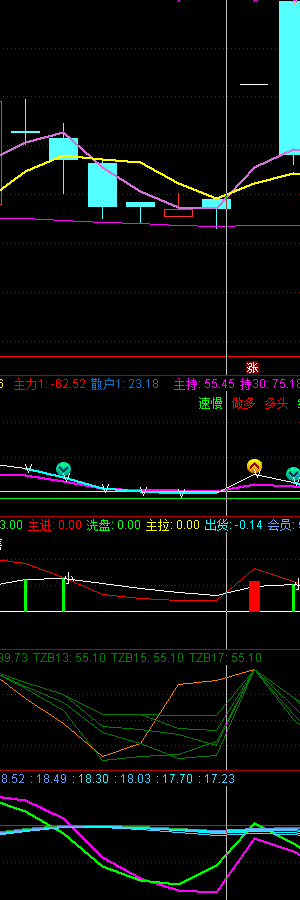 涨
6 主力1: -62.52 散户1: 23.18 主持: 55.45 持30: 75.18
速慢 做多 多头
3.00 主进: 0.00 洗盘: 0.00 主拉: 0.00 出货: -0.14 会员:
小
89.73 TZB13: 55.10 TZB15: 55.10 TZB17: 55.10
8.52 : 18.49 : 18.30 : 18.03 : 17.70 : 17.23